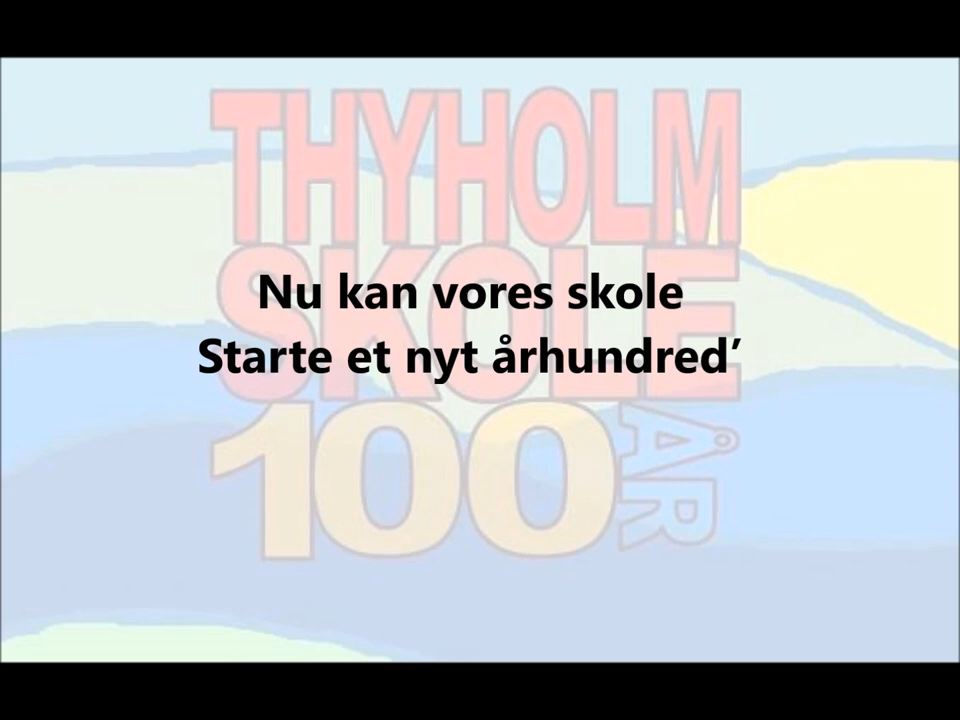 THYHOLM
SKOLE
100 ÅR
Nu kan vores skole
Starte et nyt århundred’